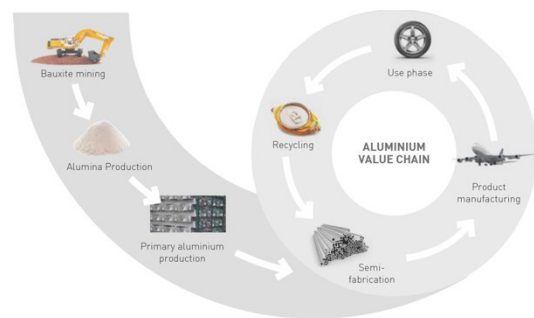 Bauxite mining
Alumina Production
Primary aluminium
production
Semi-
fabrication
Product
manufacturing
Use phase
Recycling
ALUMINIUM
VALUE CHAIN